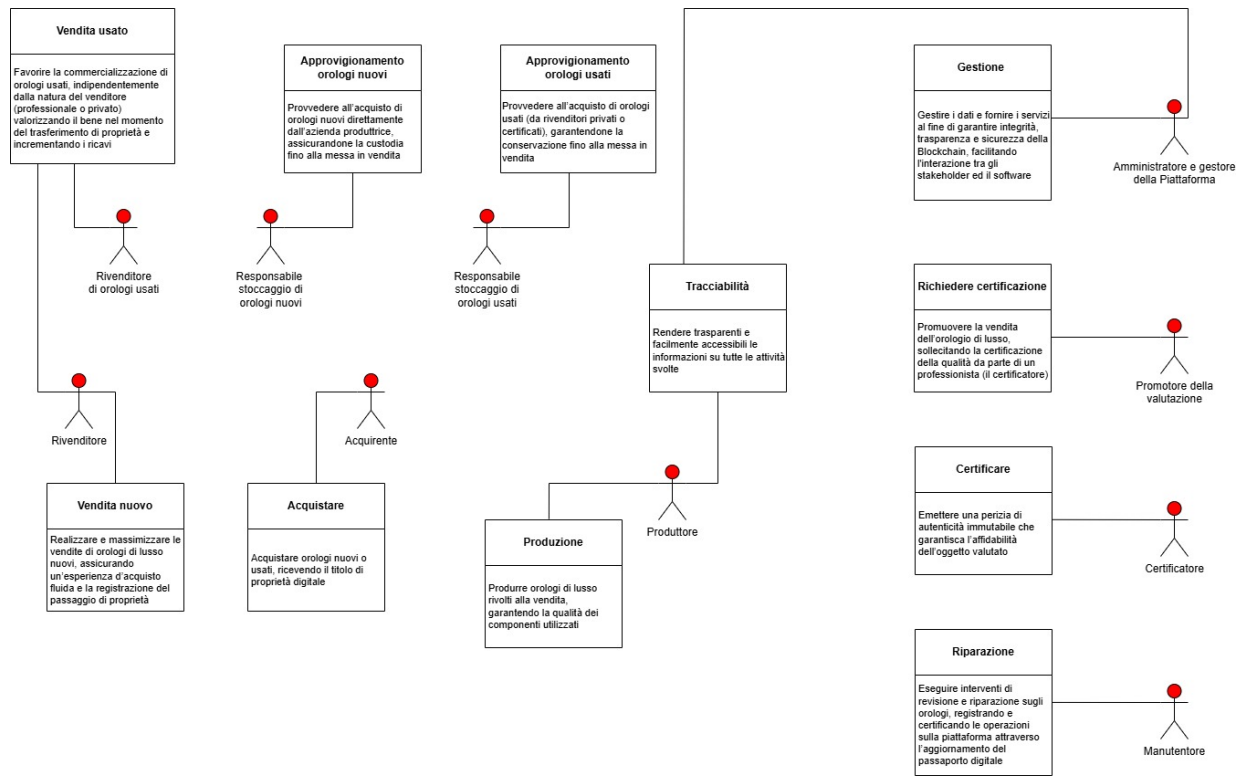 Vendita usato
Favorire la commercializzazione di
orologi usati, indipendentemente
dalla natura del venditore
(professionale o privato)
valorizzando il bene nel momento
del trasferimento di proprietà e
incrementando i ricavi
Approvigionamento
orologi nuovi
Provvedere all'acquisto di
orologi nuovi direttamente
dall'azienda produttrice,
assicurandone la custodia
fino alla messa in vendita
Approvigionamento
orologi usati
Provvedere all'acquisto di orologi
usati (da rivenditori privati o
certificati), garantendone la
conservazione fino alla messa in
vendita
Gestione
Gestire i dati e fornire i servizi
al fine di garantire integrità,
trasparenza e sicurezza della
Blockchain, facilitando
l'interazione tra gli
stakeholder ed il software
Amministratore e gestore
della Piattaforma
Rivenditore
di orologi usati
Responsabile
stoccaggio di
orologi nuovi
Responsabile
stoccaggio di
orologi usati
Tracciabilità
Rendere trasparenti e
facilmente accessibili le
informazioni su tutte le attività
svolte
Richiedere certificazione
Promuovere la vendita
dell'orologio di lusso,
sollecitando la certificazione
della qualità da parte di un
professionista (il certificatore)
Promotore della
valutazione
Rivenditore
Acquirente
Vendita nuovo
Realizzare e massimizzare le
vendite di orologi di lusso
nuovi, assicurando
un'esperienza d'acquisto
fluida e la registrazione del
passaggio di proprietà
Acquistare
Acquistare orologi nuovi o
usati, ricevendo il titolo di
proprietà digitale
Produzione
Produrre orologi di lusso
rivolti alla vendita,
garantendo la qualità dei
componenti utilizzati
Produttore
Certificare
Emettere una perizia di
autenticità immutabile che
garantisca l'affidabilità
dell'oggetto valutato
Certificatore
Riparazione
Eseguire interventi di
revisione e riparazione sugli
orologi, registrando e
certificando le operazioni
sulla piattaforma attraverso
l'aggiornamento del
passaporto digitale
Manutentore